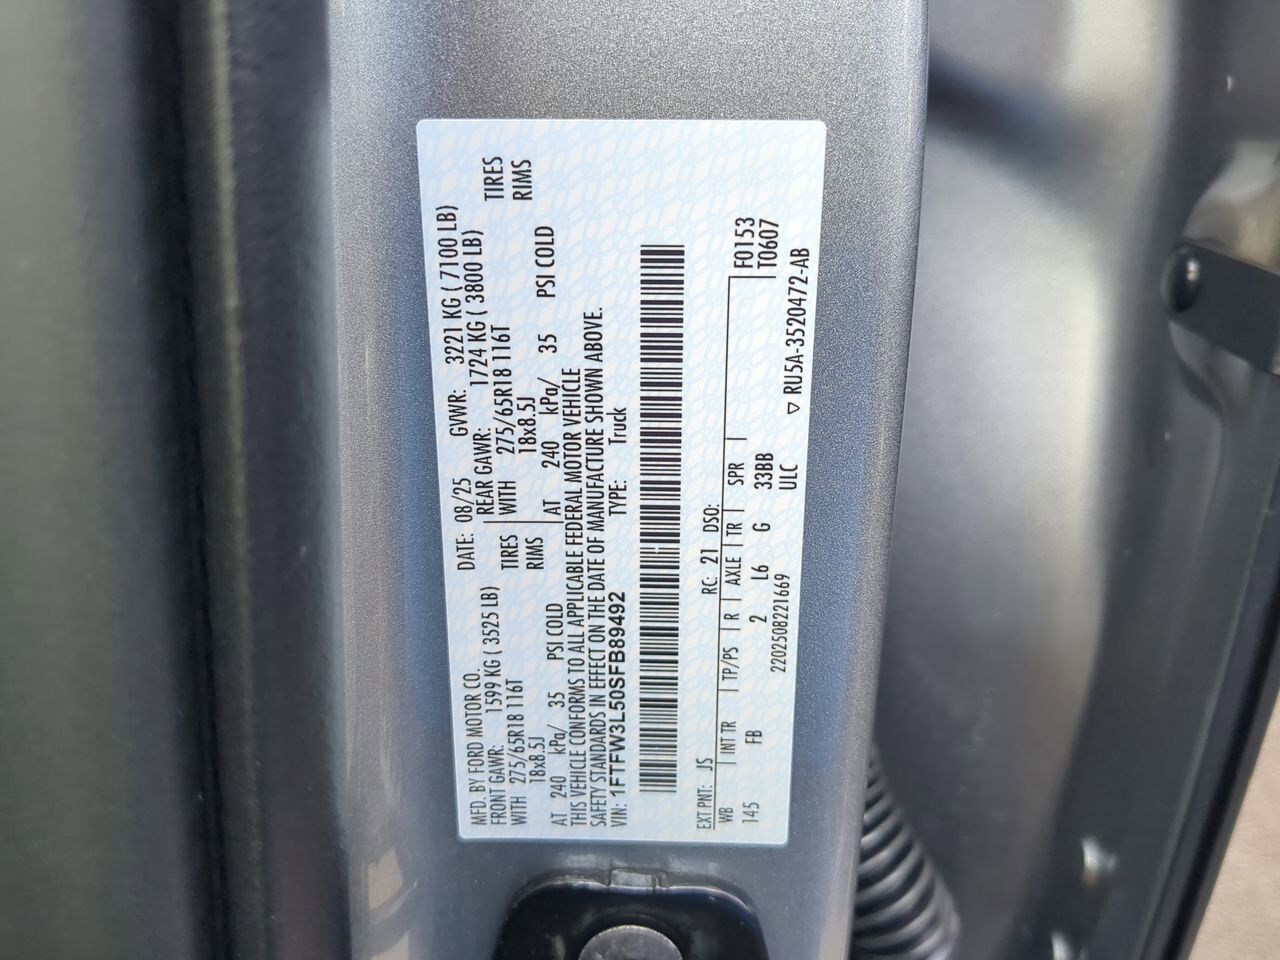 MFD. BY FORD MOTOR CO. DATE: 08/25 GVWR: 3221 KG ( 7100 LB)
FRONT GAWR: 1599 KG ( 3525 LB) REAR GAWR: 1724 KG ( 3800 LB)
WITH 275/65R18 116T TIRES WITH 275/65R18 116T TIRES
18x8.5J RIMS 18x8.5J RIMS
AT 240 kPa/ 35 PSI COLD AT 240 kPa/ 35 PSI COLD
THIS VEHICLE CONFORMS TO ALL APPLICABLE FEDERAL MOTOR VEHICLE
SAFETY STANDARDS IN EFFECT ON THE DATE OF MANUFACTURE SHOWN ABOVE.
VIN: 1FTFW3L50SFB89492 TYPE: Truck
EXT PNT: JS RC: 21 DSO:
WB INT TR TP/PS R AXLE TR SPR F0153
145 FB 2 L6 G 33BB T0607
2202508221669 ULC
▽ RU5A-3520472-AB